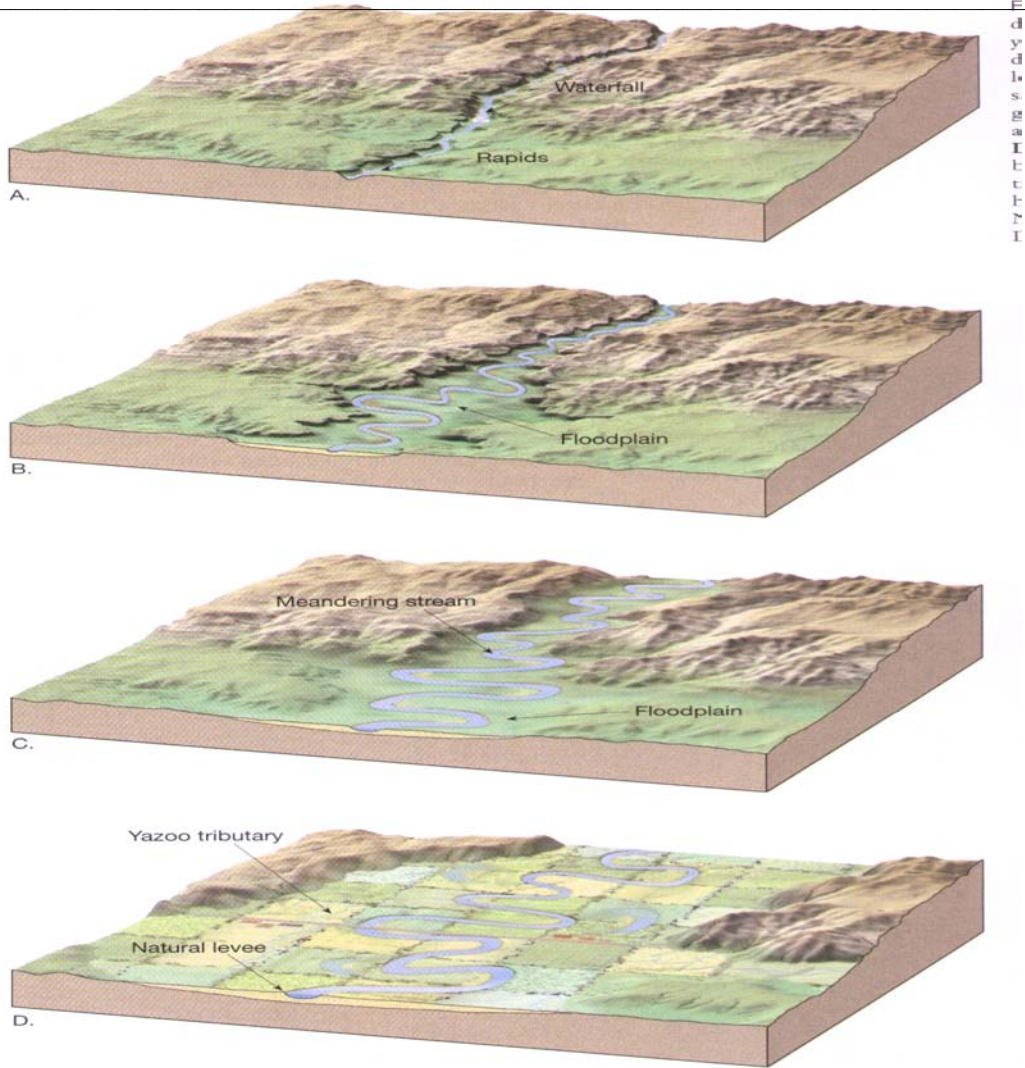 Waterfall
Rapids
A.
Floodplain
B.
Meandering stream
Floodplain
C.
Yazoo tributary
Natural levee
D.